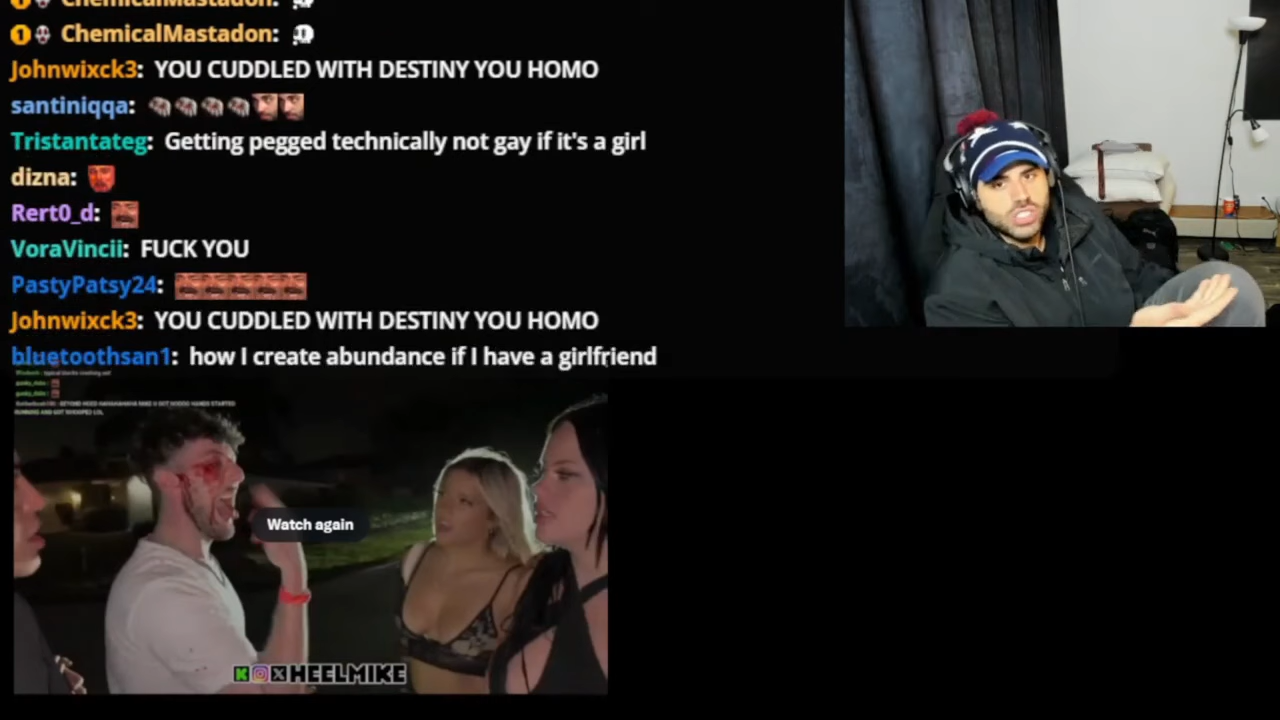 ChemicalMastadon:
ChemicalMastadon:
Johnwixck3: YOU CUDDLED WITH DESTINY YOU HOMO
santiniqqa:
Tristantateg: Getting pegged technically not gay if it's a girl
dizna:
Rert0_d:
VoraVincii: FUCK YOU
PastyPatsy24:
Johnwixck3: YOU CUDDLED WITH DESTINY YOU HOMO
bluetoothsan1: how I create abundance if I have a girlfriend
Watch again
HEELMIKE